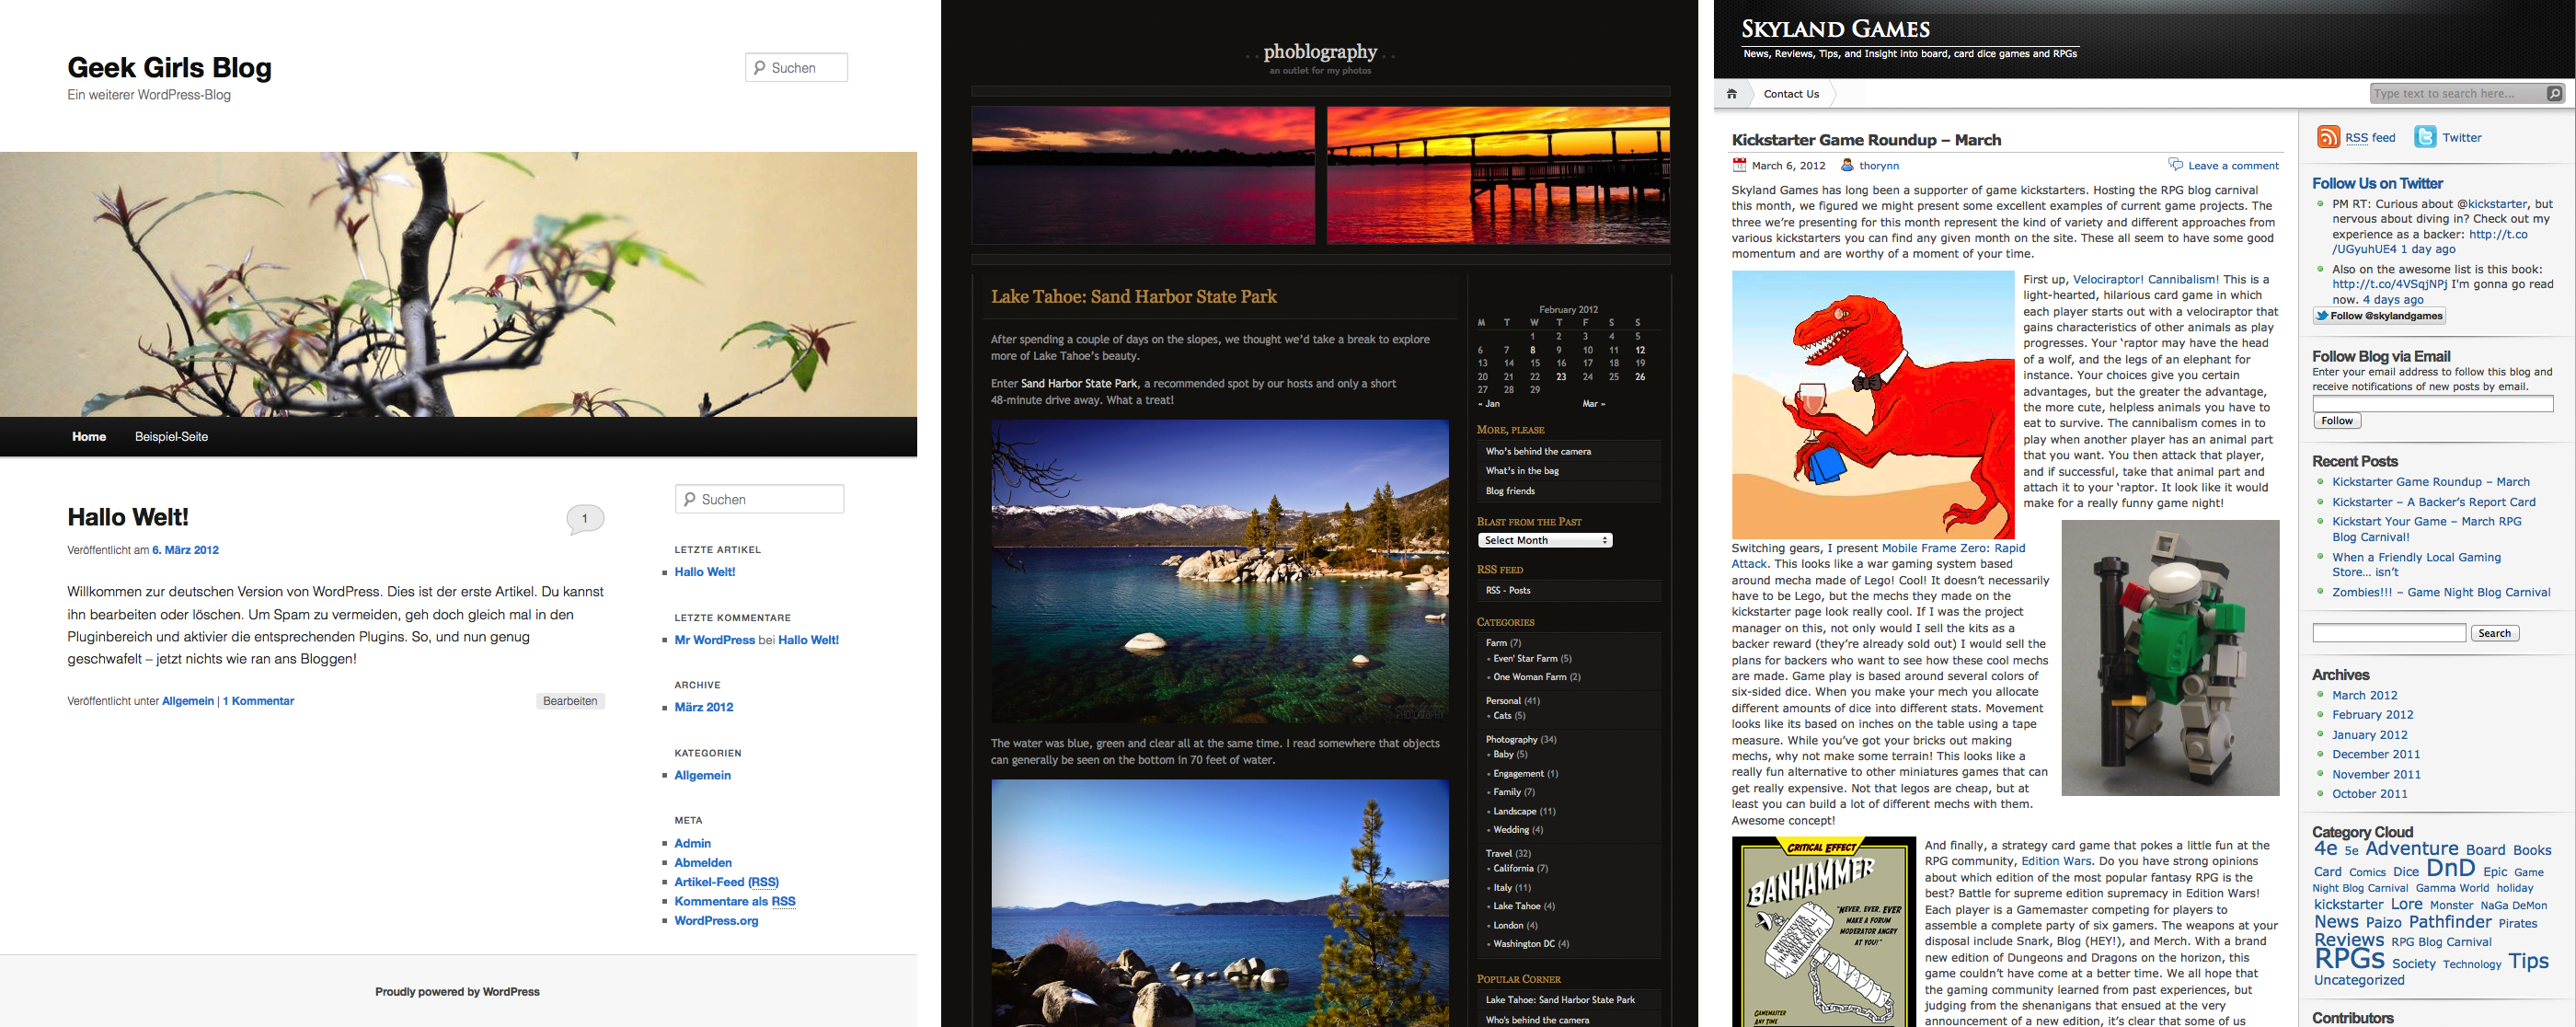 Geek Girls Blog
Ein weiterer WordPress-Blog
Suchen
Home Beispiel-Seite
Hallo Welt!
1
Veröffentlicht am 6. März 2012
Willkommen zur deutschen Version von WordPress. Dies ist der erste Artikel. Du kannst
ihn bearbeiten oder löschen. Um Spam zu vermeiden, geh doch gleich mal in den
Pluginbereich und aktivier die entsprechenden Plugins. So, und nun genug
geschwafelt – jetzt nichts wie ran ans Bloggen!
Veröffentlicht unter Allgemein | 1 Kommentar
Bearbeiten
Suchen
LETZTE ARTIKEL
Hallo Welt!
LETZTE KOMMENTARE
Mr WordPress bei Hallo Welt!
ARCHIVE
März 2012
KATEGORIEN
Allgemein
META
Admin
Abmelden
Artikel-Feed (RSS)
Kommentare als RSS
WordPress.org
Proudly powered by WordPress
.. phoblography ..
an outlet for my photos
Lake Tahoe: Sand Harbor State Park
After spending a couple of days on the slopes, we thought we'd take a break to explore
more of Lake Tahoe's beauty.
Enter Sand Harbor State Park, a recommended spot by our hosts and only a short
48-minute drive away. What a treat!
The water was blue, green and clear all at the same time. I read somewhere that objects
can generally be seen on the bottom in 70 feet of water.
February 2012
M T W T F S S
1 2 3 4 5
6 7 8 9 10 11 12
13 14 15 16 17 18 19
20 21 22 23 24 25 26
27 28 29
« Jan Mar »
MORE, PLEASE
Who's behind the camera
What's in the bag
Blog friends
BLAST FROM THE PAST
Select Month
RSS FEED
RSS - Posts
CATEGORIES
Farm (7)
Even' Star Farm (5)
One Woman Farm (2)
Personal (41)
Cats (5)
Photography (34)
Baby (5)
Engagement (1)
Family (7)
Landscape (11)
Wedding (4)
Travel (32)
California (7)
Italy (11)
Lake Tahoe (4)
London (4)
Washington DC (4)
POPULAR CORNER
Lake Tahoe: Sand Harbor State Park
Who's behind the camera
SKYLAND GAMES
News, Reviews, Tips, and Insight into board, card dice games and RPGs
Contact Us
Type text to search here...
Kickstarter Game Roundup – March
March 6, 2012 thorynn Leave a comment
Skyland Games has long been a supporter of game kickstarters. Hosting the RPG blog carnival
this month, we figured we might present some excellent examples of current game projects. The
three we're presenting for this month represent the kind of variety and different approaches from
various kickstarters you can find any given month on the site. These all seem to have some good
momentum and are worthy of a moment of your time.
First up, Velociraptor! Cannibalism! This is a
light-hearted, hilarious card game in which
each player starts out with a velociraptor that
gains characteristics of other animals as play
progresses. Your 'raptor may have the head
of a wolf, and the legs of an elephant for
instance. Your choices give you certain
advantages, but the greater the advantage,
the more cute, helpless animals you have to
eat to survive. The cannibalism comes in to
play when another player has an animal part
that you want. You then attack that player,
and if successful, take that animal part and
attach it to your 'raptor. It look like it would
make for a really funny game night!
Switching gears, I present Mobile Frame Zero: Rapid
Attack. This looks like a war gaming system based
around mecha made of Lego! Cool! It doesn't necessarily
have to be Lego, but the mechs they made on the
kickstarter page look really cool. If I was the project
manager on this, not only would I sell the kits as a
backer reward (they're already sold out) I would sell the
plans for backers who want to see how these cool mechs
are made. Game play is based around several colors of
six-sided dice. When you make your mech you allocate
different amounts of dice into different stats. Movement
looks like its based on inches on the table using a tape
measure. While you've got your bricks out making
mechs, why not make some terrain! This looks like a
really fun alternative to other miniatures games that can
get really expensive. Not that legos are cheap, but at
least you can build a lot of different mechs with them.
Awesome concept!
CRITICAL EFFECT
BANHAMMER
"NEVER, EVER, EVER
MAKE A FORUM
MODERATOR ANGRY
AT YOU!"
GAMEMASTER
ANY TIME
And finally, a strategy card game that pokes a little fun at the
RPG community, Edition Wars. Do you have strong opinions
about which edition of the most popular fantasy RPG is the
best? Battle for supreme edition supremacy in Edition Wars!
Each player is a Gamemaster competing for players to
assemble a complete party of six gamers. The weapons at your
disposal include Snark, Blog (HEY!), and Merch. With a brand
new edition of Dungeons and Dragons on the horizon, this
game couldn't have come at a better time. We all hope that
the gaming community learned from past experiences, but
judging from the shenanigans that ensued at the very
announcement of a new edition, it's clear that some of us
RSS feed Twitter
Follow Us on Twitter
PM RT: Curious about @kickstarter, but
nervous about diving in? Check out my
experience as a backer: http://t.co
/UGyuhUE4 1 day ago
Also on the awesome list is this book:
http://t.co/4VSqjNPj I'm gonna go read
now. 4 days ago
Follow @skylandgames
Follow Blog via Email
Enter your email address to follow this blog and
receive notifications of new posts by email.
Follow
Recent Posts
Kickstarter Game Roundup – March
Kickstarter – A Backer's Report Card
Kickstart Your Game – March RPG
Blog Carnival!
When a Friendly Local Gaming
Store... isn't
Zombies!!! – Game Night Blog Carnival
Search
Archives
March 2012
February 2012
January 2012
December 2011
November 2011
October 2011
Category Cloud
4e 5e Adventure Board Books
Card Comics Dice DnD Epic Game
Night Blog Carnival Gamma World holiday
kickstarter Lore Monster NaGa DeMon
News Paizo Pathfinder Pirates
Reviews RPG Blog Carnival
RPGs Society Technology Tips
Uncategorized
Contributors